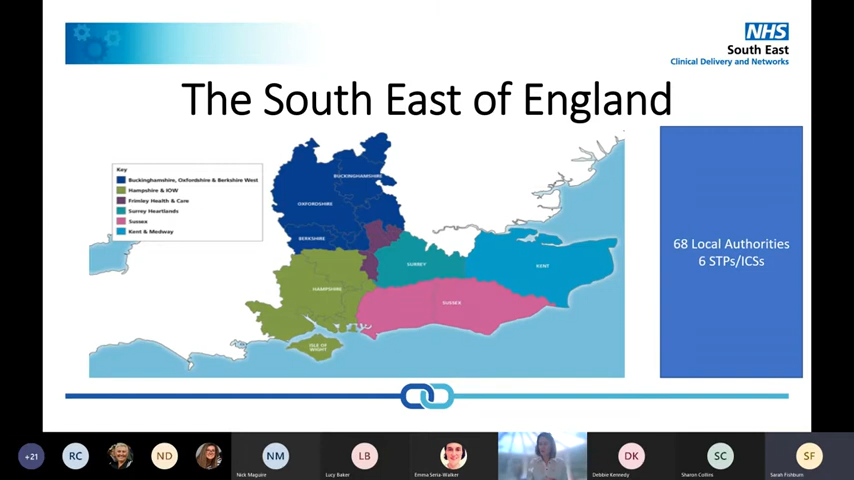 NHS
South East
Clinical Delivery and Networks
The South East of England
Key
Buckinghamshire, Oxfordshire & Berkshire West
Hampshire & IOW
Frimley Health & Care
Surrey Heartlands
Sussex
Kent & Medway
BUCKINGHAMSHIRE
OXFORDSHIRE
BERKSHIRE
SURREY
KENT
HAMPSHIRE
SUSSEX
ISLE OF
WIGHT
68 Local Authorities
6 STPs/ICSs
+21
RC
ND
NM
Nick Maguire
LB
Lucy Baker
Emma Seria-Walker
DK
Debbie Kennedy
SC
Sharon Collins
SF
Sarah Fishburn